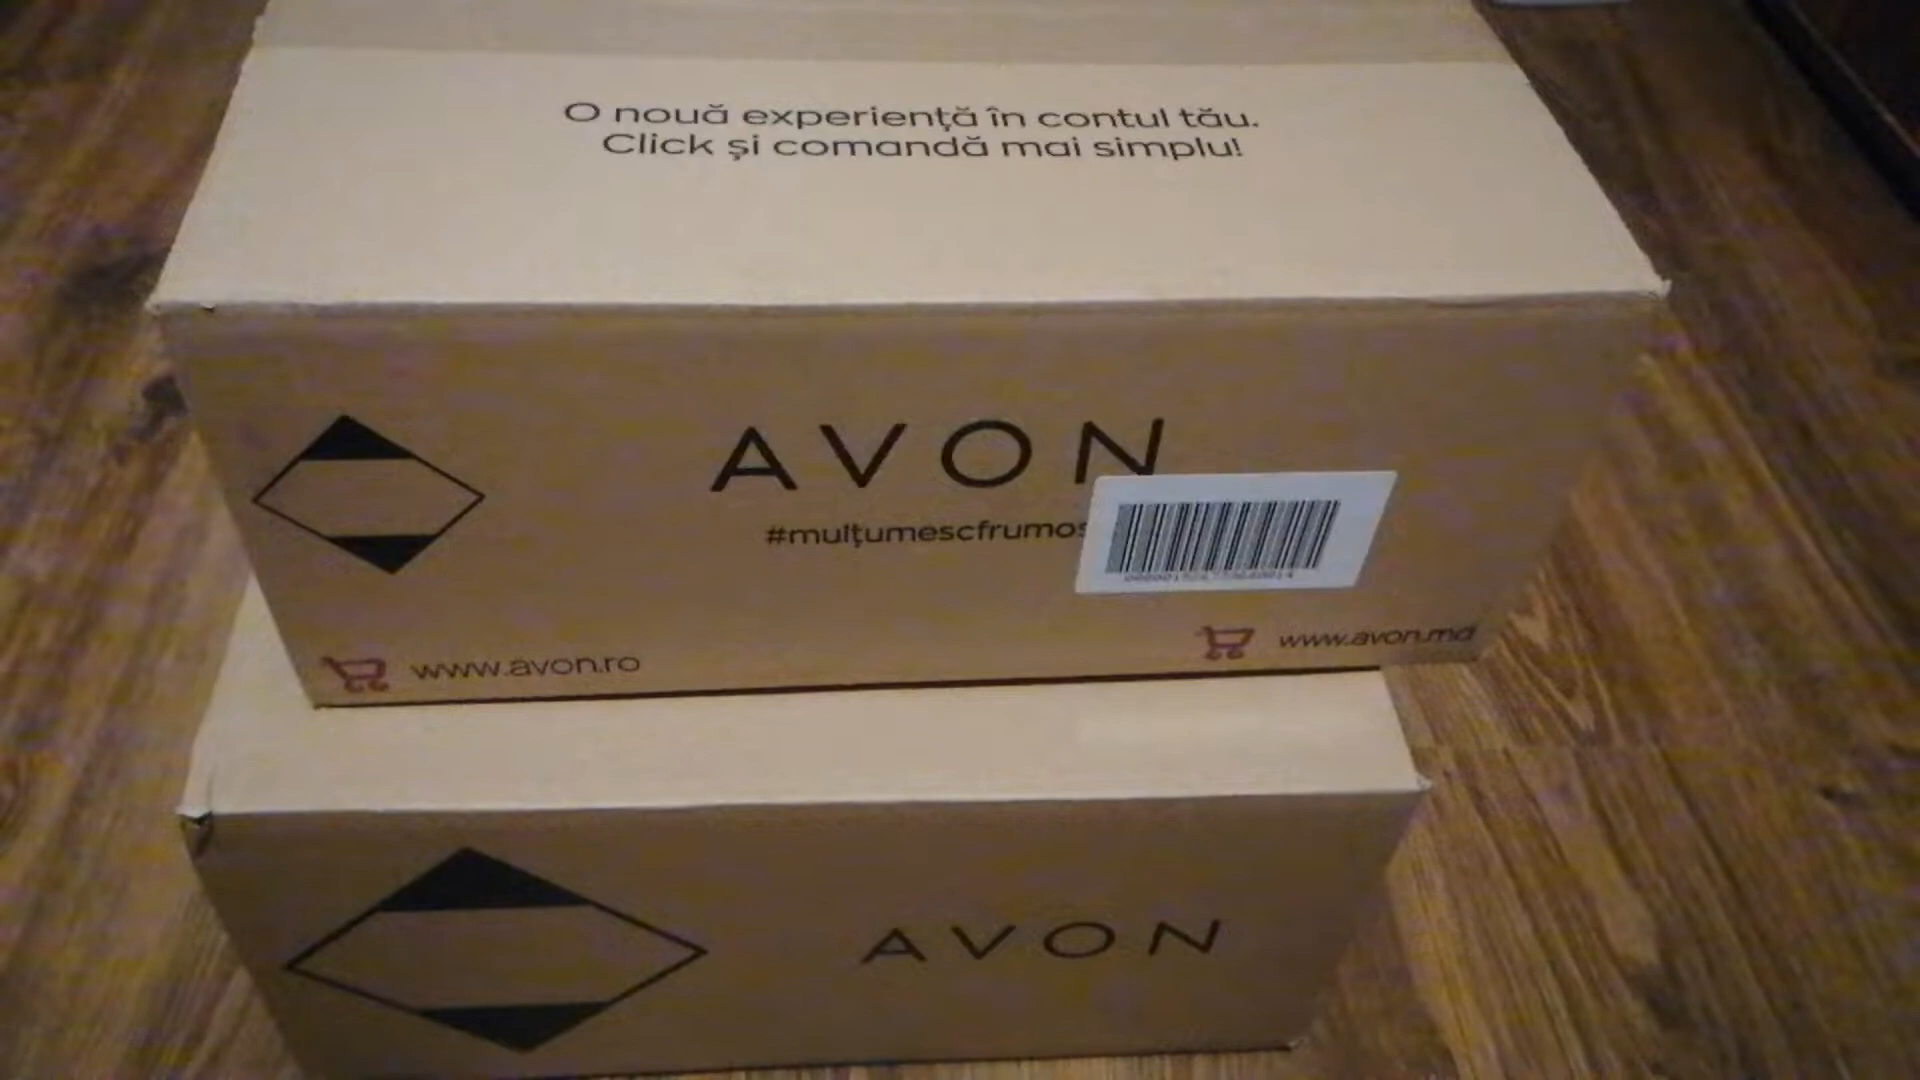 O nouă experiență în contul tău.
Click și comandă mai simplu!
AVON
#mulțumescfrumos
www.avon.ro
www.avon.md
AVON